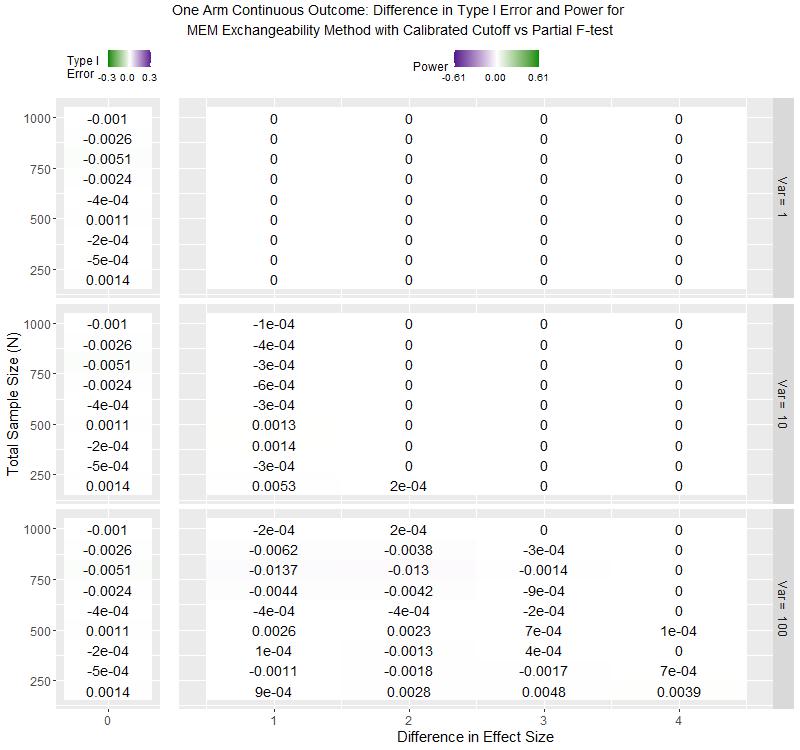 One Arm Continuous Outcome: Difference in Type I Error and Power for
MEM Exchangeability Method with Calibrated Cutoff vs Partial F-test
Type I
Error -0.3 0.0 0.3
Power -0.61 0.00 0.61
Total Sample Size (N)
1000 -0.001 0 0 0 0
-0.0026 0 0 0 0
-0.0051 0 0 0 0
750 -0.0024 0 0 0 0
-4e-04 0 0 0 0
500 0.0011 0 0 0 0
-2e-04 0 0 0 0
250 -5e-04 0 0 0 0
0.0014 0 0 0 0
Var = 1
1000 -0.001 -1e-04 0 0 0
-0.0026 -4e-04 0 0 0
-0.0051 -3e-04 0 0 0
750 -0.0024 -6e-04 0 0 0
-4e-04 -3e-04 0 0 0
500 0.0011 0.0013 0 0 0
-2e-04 0.0014 0 0 0
250 -5e-04 -3e-04 0 0 0
0.0014 0.0053 2e-04 0 0
Var = 10
1000 -0.001 -2e-04 2e-04 0 0
-0.0026 -0.0062 -0.0038 -3e-04 0
-0.0051 -0.0137 -0.013 -0.0014 0
750 -0.0024 -0.0044 -0.0042 -9e-04 0
-4e-04 -4e-04 -4e-04 -2e-04 0
500 0.0011 0.0026 0.0023 7e-04 1e-04
-2e-04 1e-04 -0.0013 4e-04 0
250 -5e-04 -0.0011 -0.0018 -0.0017 7e-04
0.0014 9e-04 0.0028 0.0048 0.0039
Var = 100
0 1 2 3 4
Difference in Effect Size